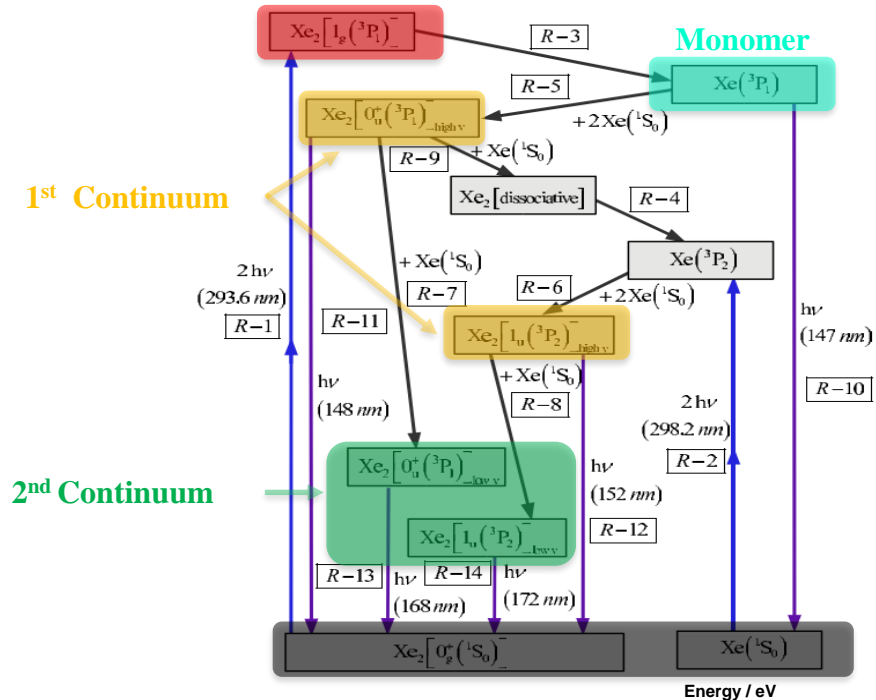 Xe₂[1g(³P₁)]
R−3
Monomer
R−5
Xe(³P₁)
Xe₂[0u⁺(³P₁)] high v
+ 2Xe(¹S₀)
R−9
+ Xe(¹S₀)
1st Continuum
Xe₂[dissociative]
R−4
2hν
(293.6 nm)
R−1
+ Xe(¹S₀)
R−7
Xe(³P₂)
R−6
+ 2Xe(¹S₀)
R−11
Xe₂[1u(³P₂)] high v
hν
(147 nm)
hν
(148 nm)
+ Xe(¹S₀)
R−8
R−10
2hν
(298.2 nm)
R−2
2nd Continuum
Xe₂[0u⁺(³P₁)] low v
hν
(152 nm)
R−12
Xe₂[1u(³P₂)] low v
R−13
hν
(168 nm)
R−14
hν
(172 nm)
Xe₂[0g⁺(¹S₀)]
Xe(¹S₀)
Energy / eV